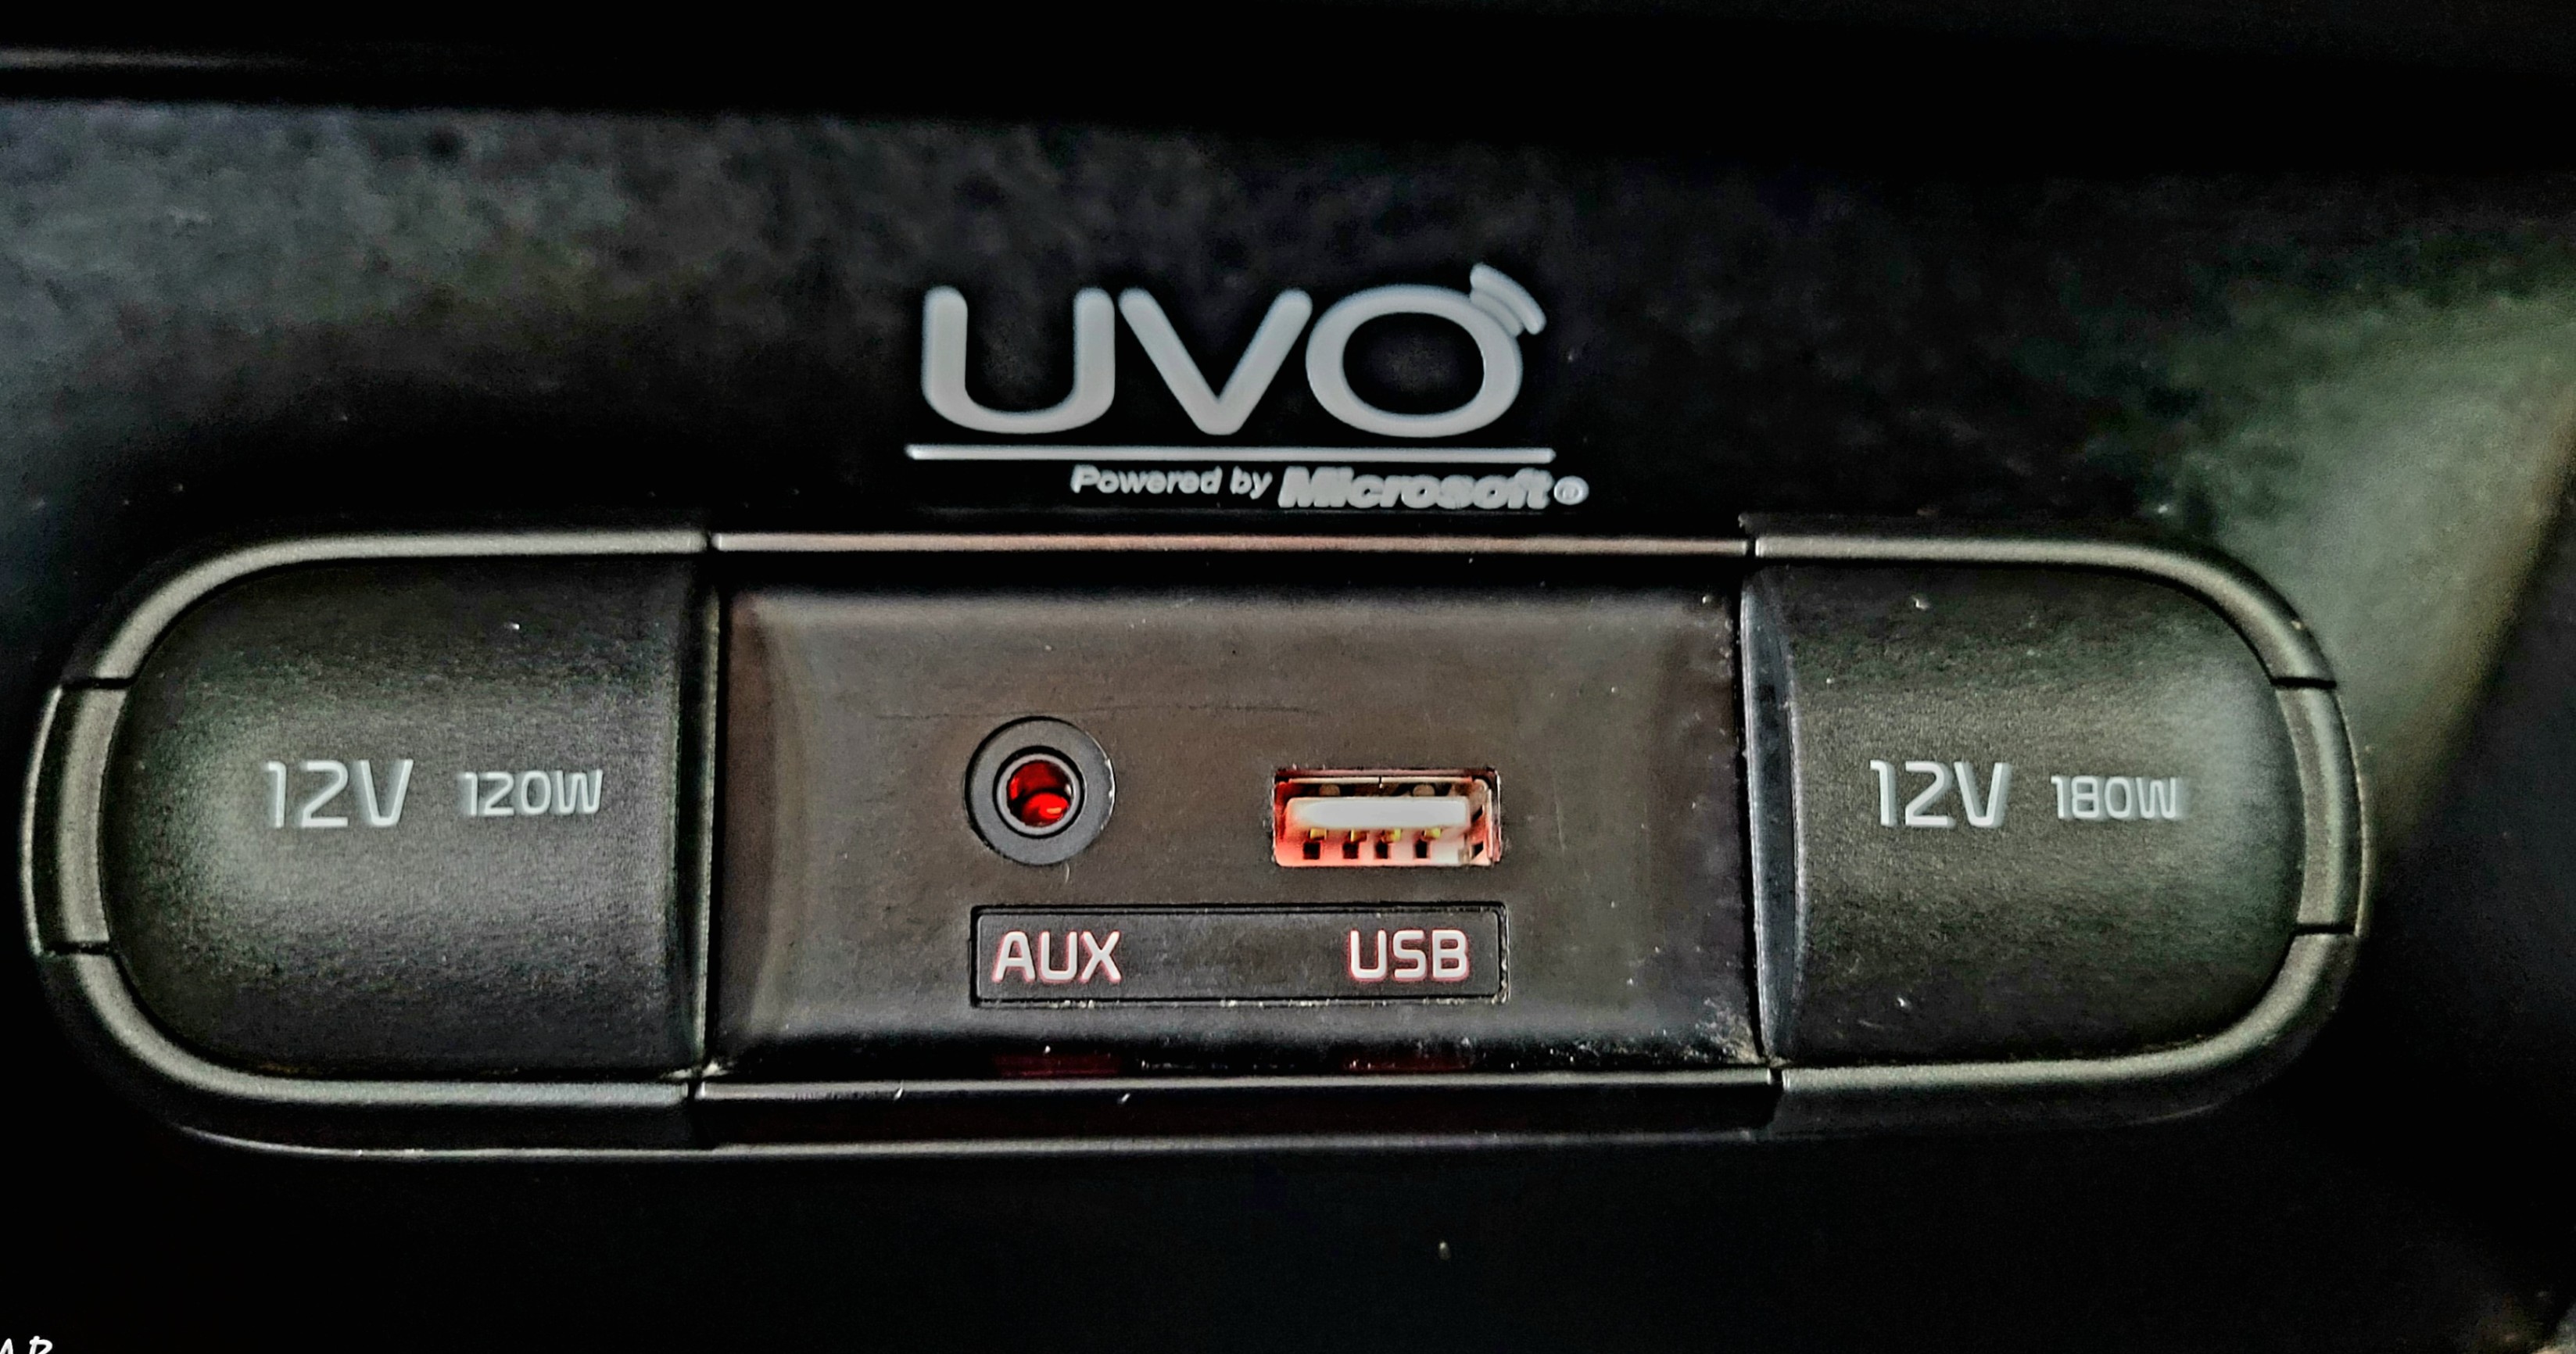 UVO
Powered by Microsoft®
12V 120W
12V 180W
AUX USB